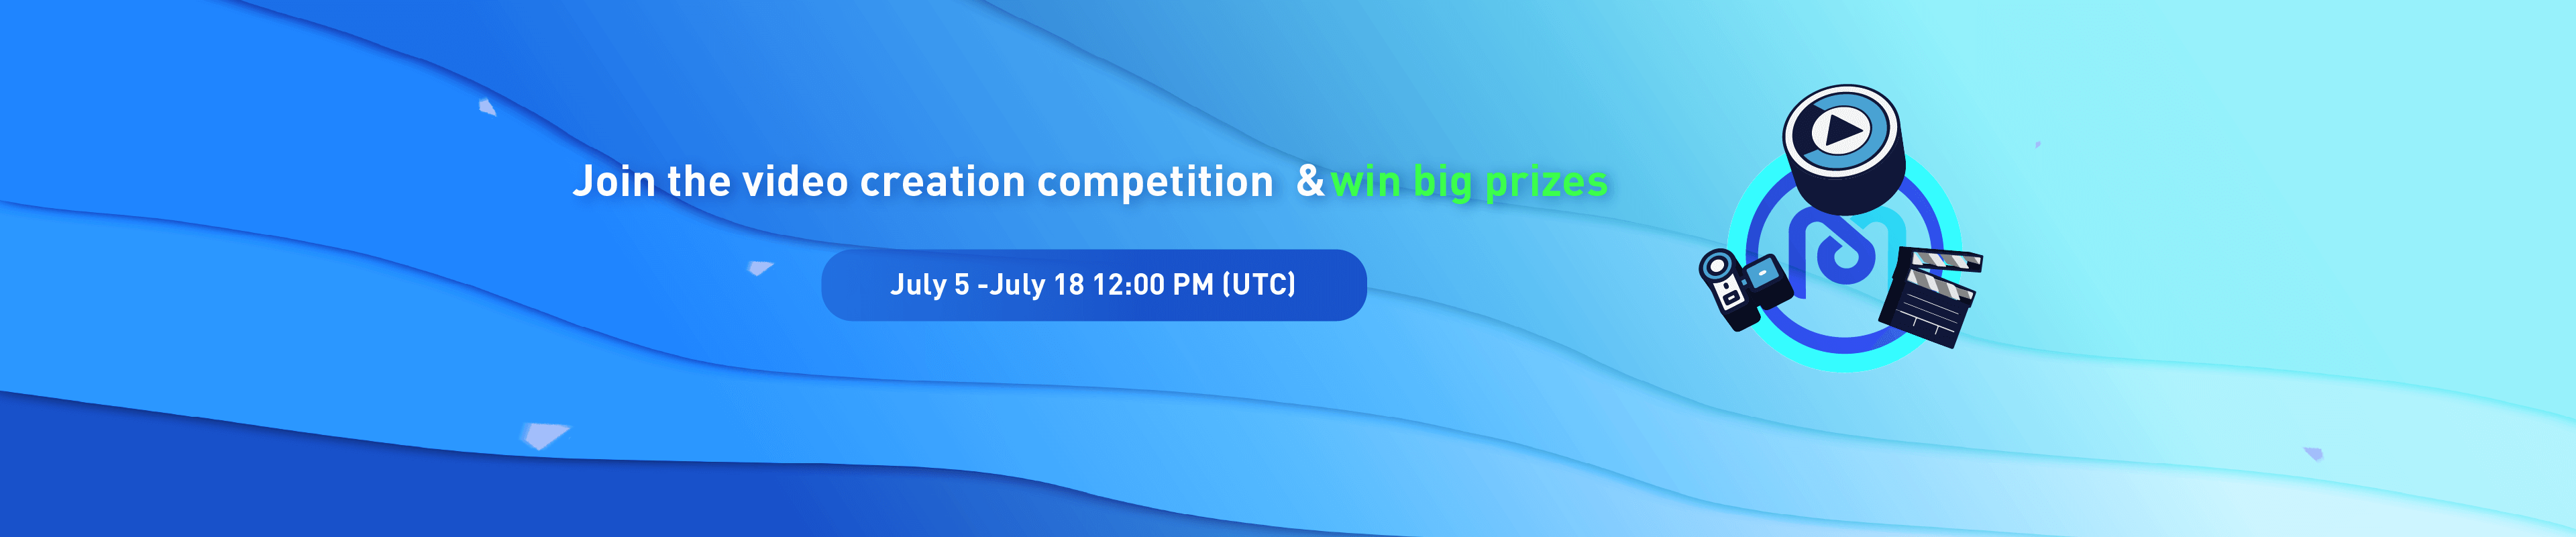 Join the video creation competition & win big prizes
July 5 -July 18 12:00 PM (UTC)